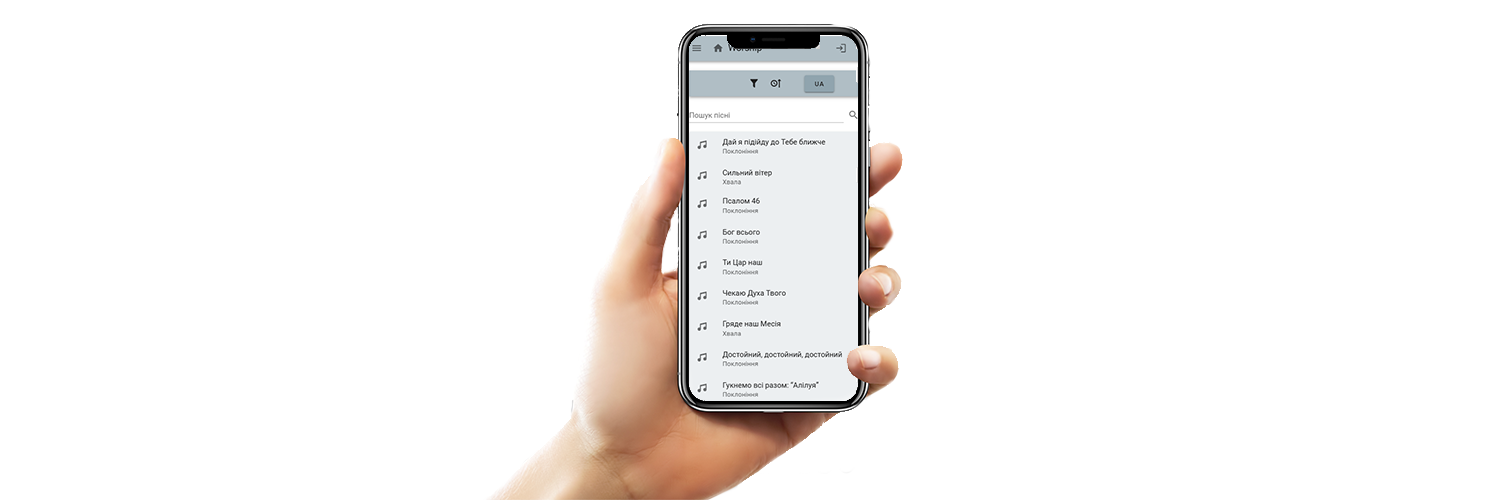 Worship
UA
Пошук пісні
Дай я підійду до Тебе ближче
Поклоніння
Сильний вітер
Хвала
Псалом 46
Поклоніння
Бог всього
Поклоніння
Ти Цар наш
Поклоніння
Чекаю Духа Твого
Поклоніння
Гряде наш Месія
Хвала
Достойний, достойний, достойний
Поклоніння
Гукнемо всі разом: “Алілуя”
Поклоніння